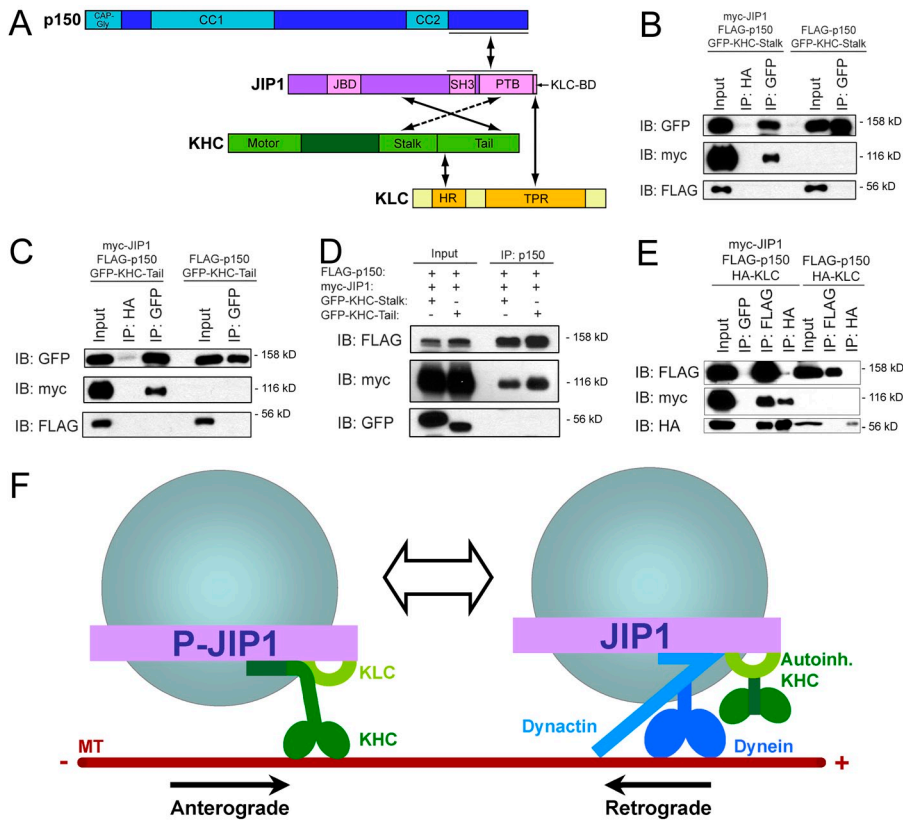 A
p150
CAP-
Gly
CC1
CC2
JIP1
JBD
SH3
PTB
KLC-BD
KHC
Motor
Stalk
Tail
KLC
HR
TPR
B
myc-JIP1
FLAG-p150
GFP-KHC-Stalk
FLAG-p150
GFP-KHC-Stalk
Input
IP: HA
IP: GFP
Input
IP: GFP
IB: GFP
- 158 kD
IB: myc
- 116 kD
IB: FLAG
- 56 kD
C
myc-JIP1
FLAG-p150
GFP-KHC-Tail
FLAG-p150
GFP-KHC-Tail
Input
IP: HA
IP: GFP
Input
IP: GFP
IB: GFP
- 158 kD
IB: myc
- 116 kD
IB: FLAG
- 56 kD
D
Input
IP: p150
FLAG-p150: + + + +
myc-JIP1: + + + +
GFP-KHC-Stalk: + - + -
GFP-KHC-Tail: - + - +
IB: FLAG
- 158 kD
IB: myc
- 116 kD
IB: GFP
- 56 kD
E
myc-JIP1
FLAG-p150
HA-KLC
FLAG-p150
HA-KLC
Input
IP: GFP
IP: FLAG
IP: HA
Input
IP: FLAG
IP: HA
IB: FLAG
- 158 kD
IB: myc
- 116 kD
IB: HA
- 56 kD
F
P-JIP1
KLC
KHC
MT
-
Anterograde
JIP1
Autoinh.
KHC
Dynactin
Dynein
+
Retrograde